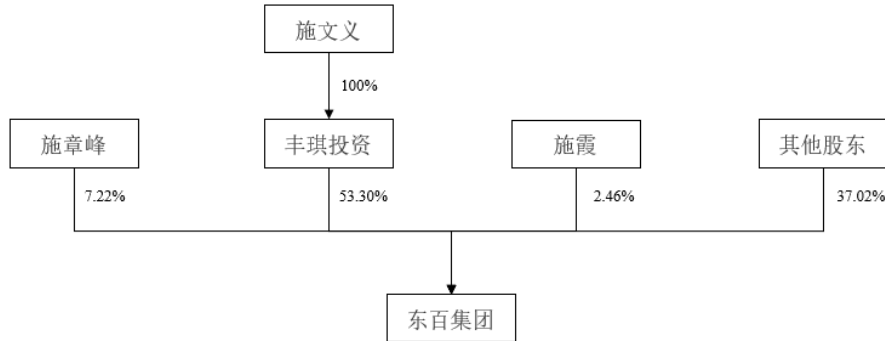 施文义
100%
施章峰
丰琪投资
施霞
其他股东
7.22%
53.30%
2.46%
37.02%
东百集团